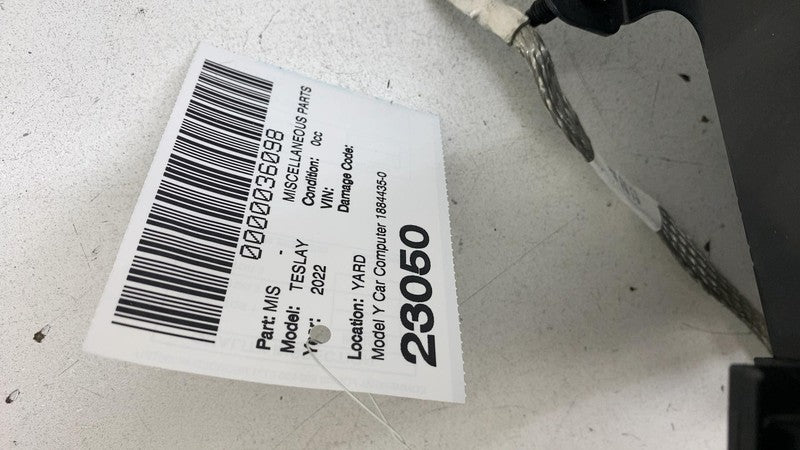 0000036098
Part: MIS - MISCELLANEOUS PARTS
Model: TESLAY Condition: 0cc
Year: 2022 VIN:
Damage Code:
Location: YARD
Model Y Car Computer 1884435-0
23050